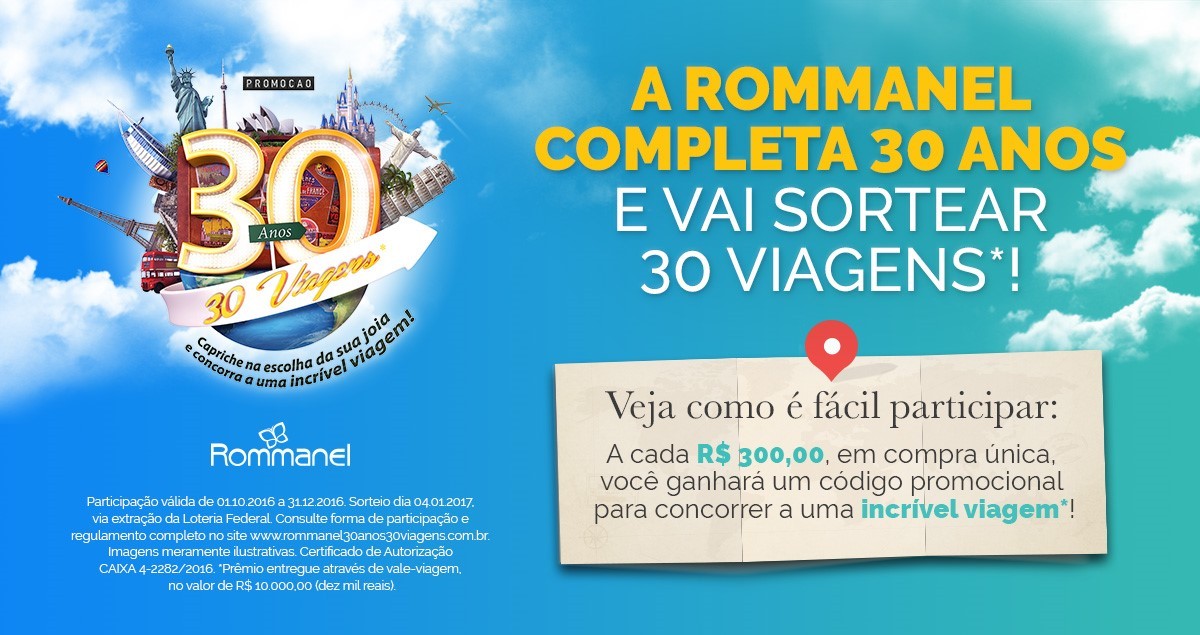 PROMOCAO
30
Anos
30 Viagens*
Capriche na escolha da sua joia
e concorra a uma incrível viagem!
Rommanel
Participação válida de 01.10.2016 a 31.12.2016. Sorteio dia 04.01.2017,
via extração da Loteria Federal. Consulte forma de participação e
regulamento completo no site www.rommanel30anos30viagens.com.br.
Imagens meramente ilustrativas. Certificado de Autorização
CAIXA 4-2282/2016. *Prêmio entregue através de vale-viagem,
no valor de R$ 10.000,00 (dez mil reais).
A ROMMANEL
COMPLETA 30 ANOS
E VAI SORTEAR
30 VIAGENS*!
Veja como é fácil participar:
A cada R$ 300,00, em compra única,
você ganhará um código promocional
para concorrer a uma incrível viagem*!